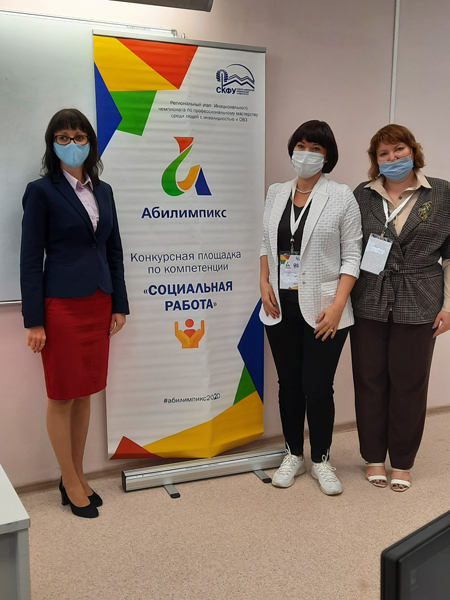 СКФУ
Региональный этап Национального
чемпионата по профессиональному мастерству
среди людей с инвалидностью и ОВЗ
Абилимпикс
Конкурсная площадка
по компетенции
«СОЦИАЛЬНАЯ
РАБОТА»
#абилимпикс2020